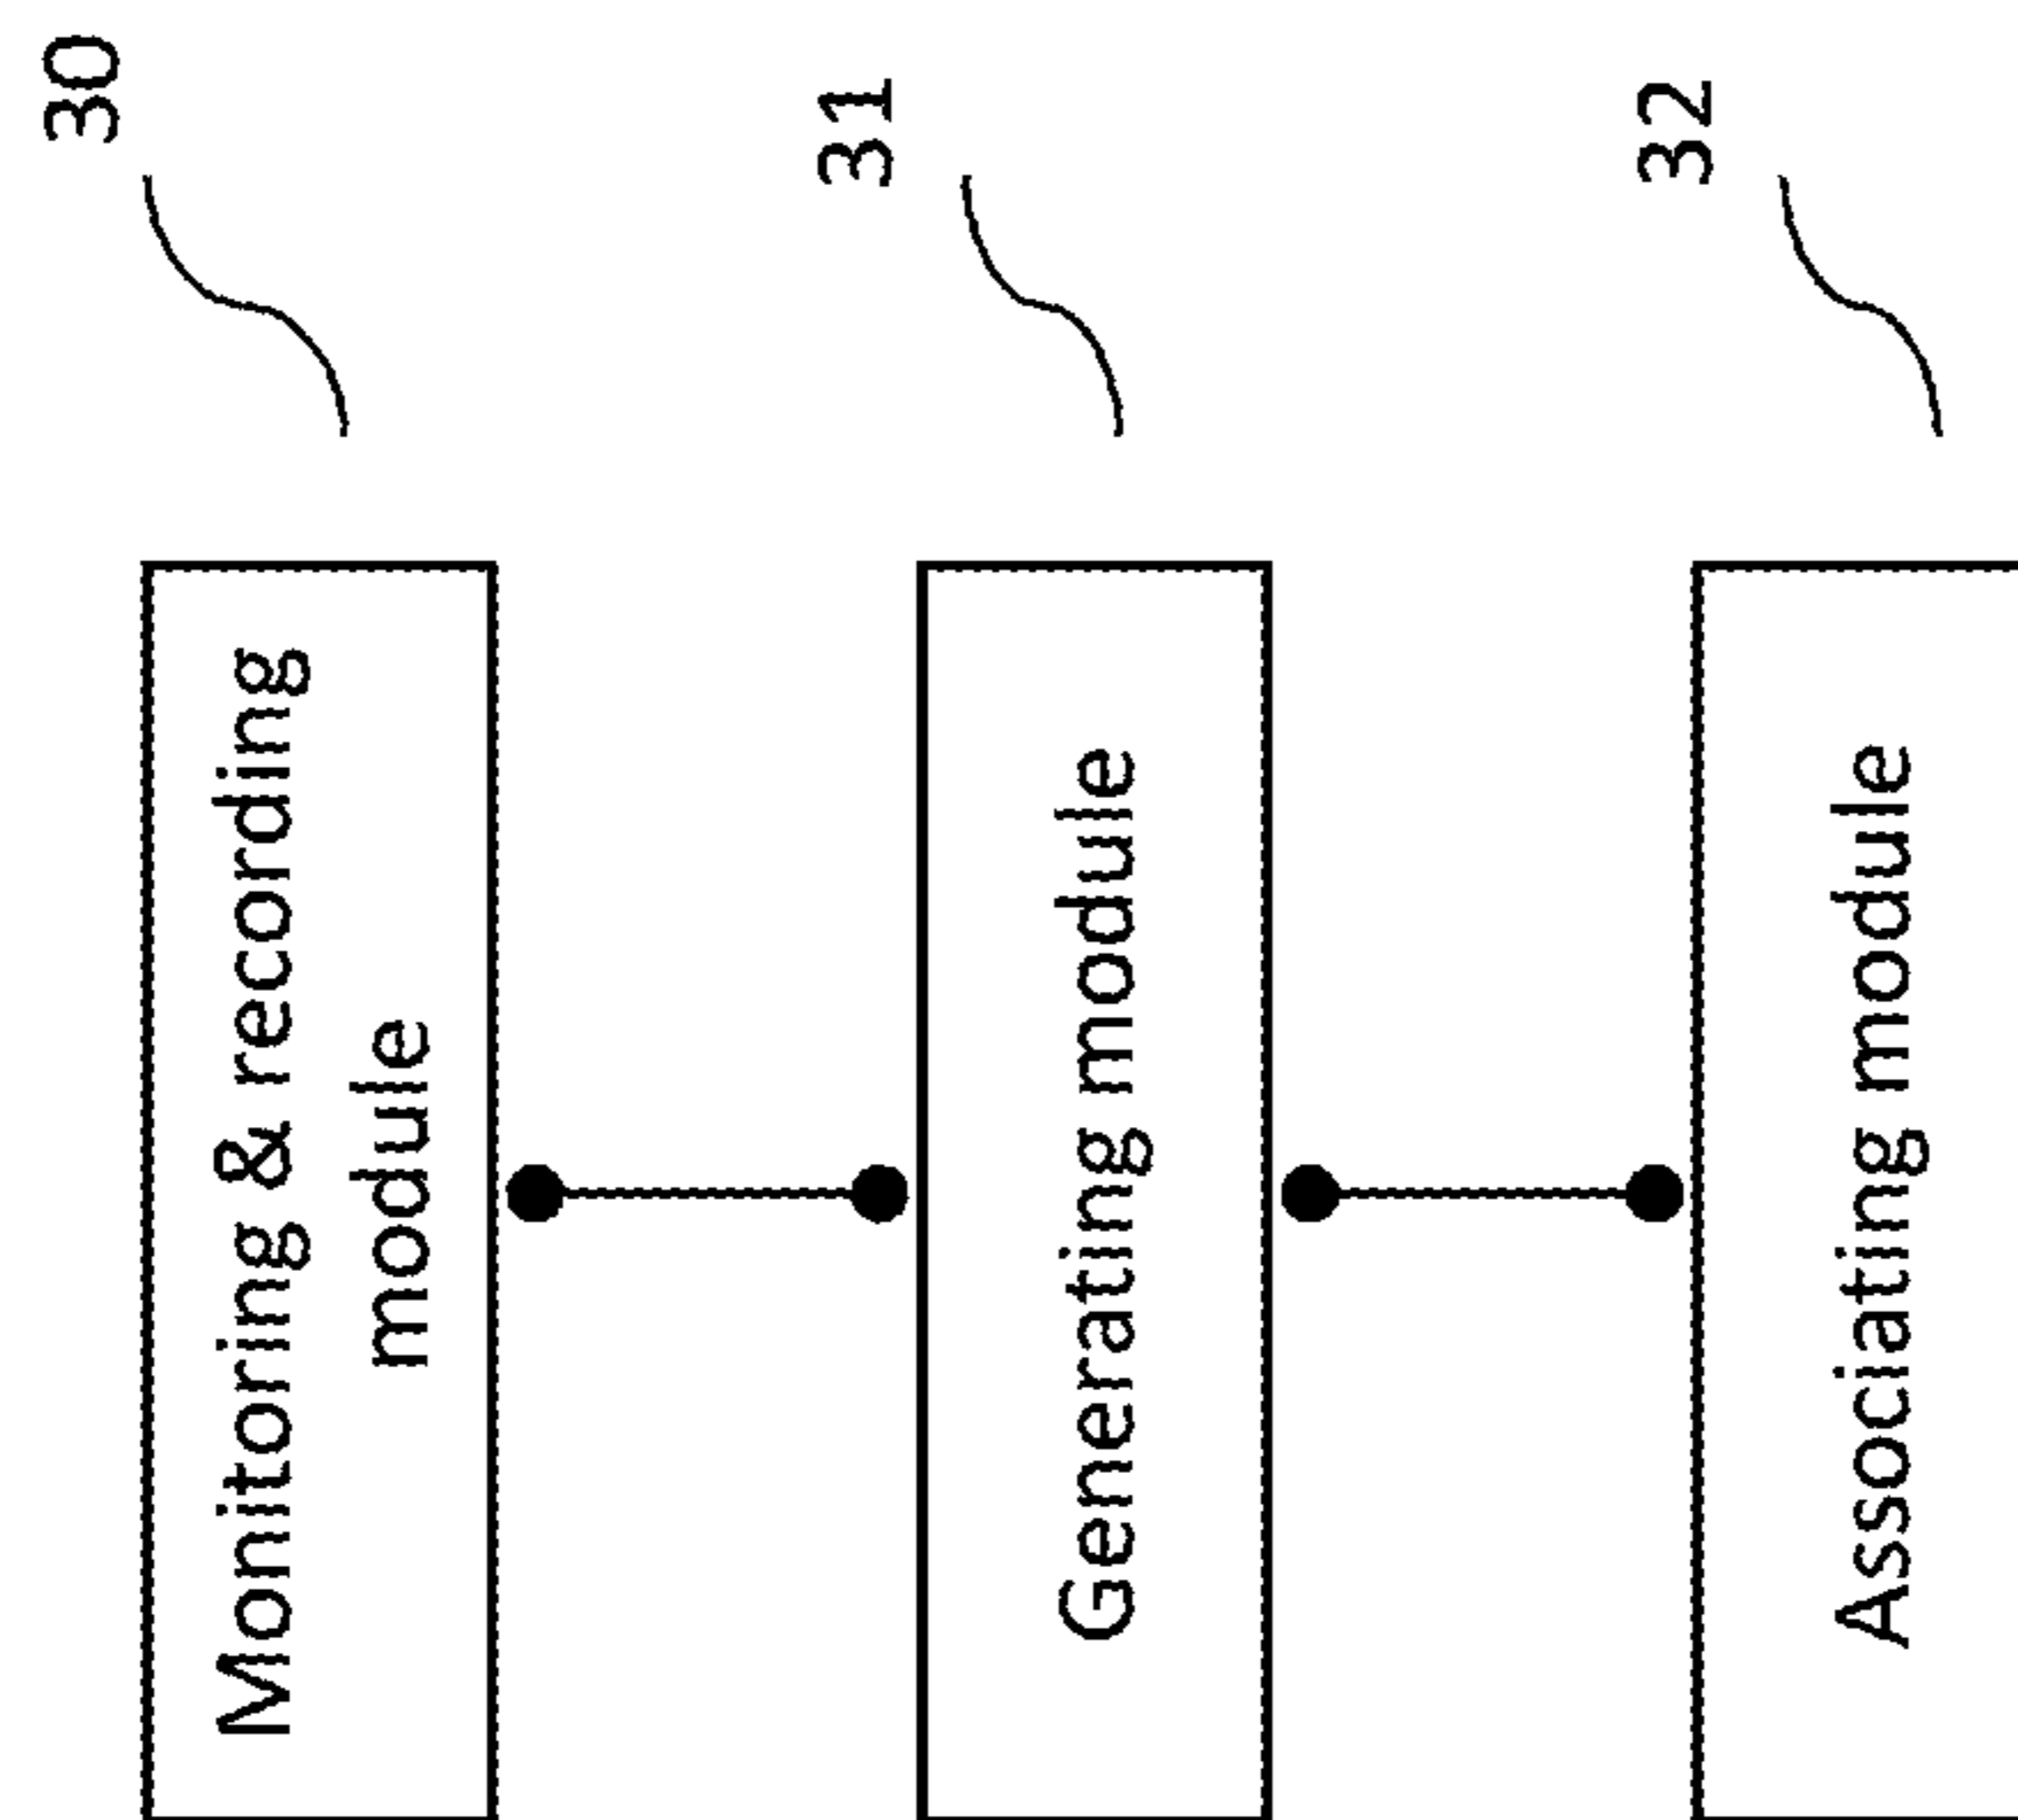 Monitoring & recording
module
30
Generating module
31
Associating module
32